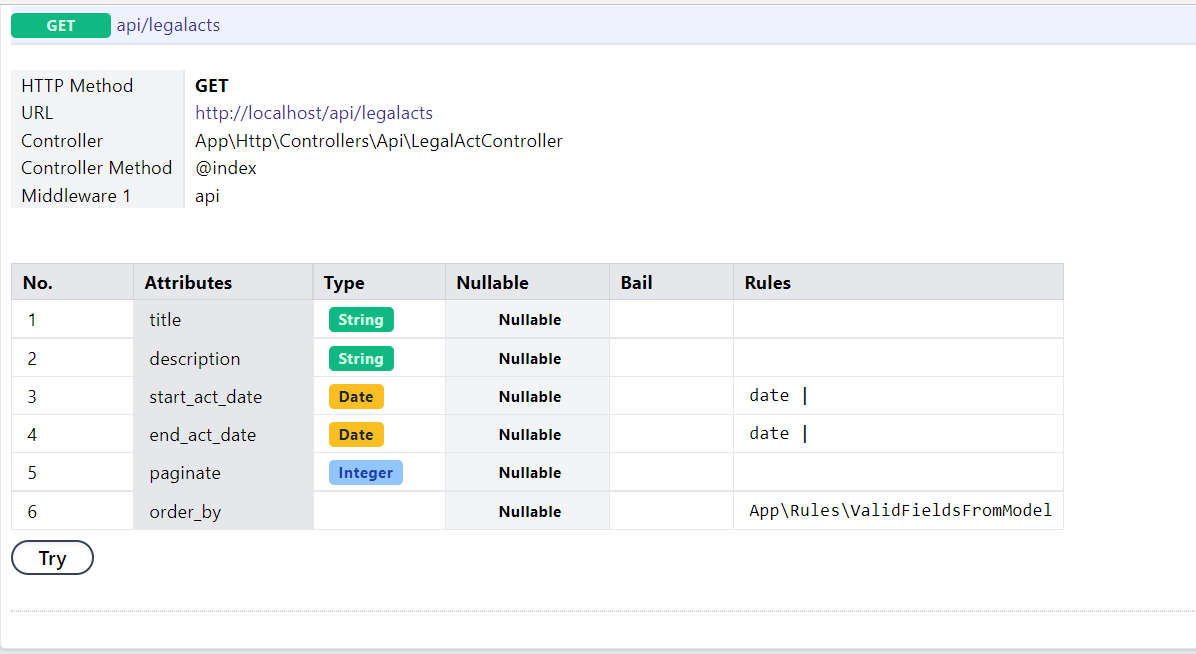 GET api/legalacts
HTTP Method GET
URL http://localhost/api/legalacts
Controller App\Http\Controllers\Api\LegalActController
Controller Method @index
Middleware 1 api
No. Attributes Type Nullable Bail Rules
1 title String Nullable
2 description String Nullable
3 start_act_date Date Nullable date |
4 end_act_date Date Nullable date |
5 paginate Integer Nullable
6 order_by Nullable App\Rules\ValidFieldsFromModel
Try